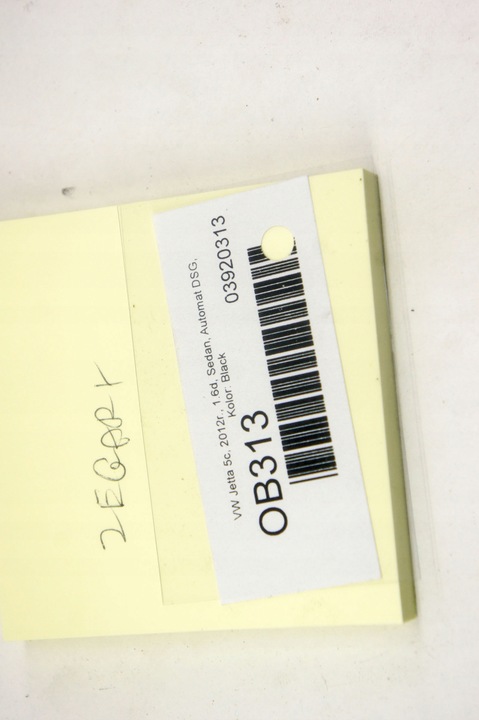 ZEGARY
VW Jetta 5c. 2012r., 1.6d, Sedan, Automat DSG,
Kolor: Black
OB313
03920313